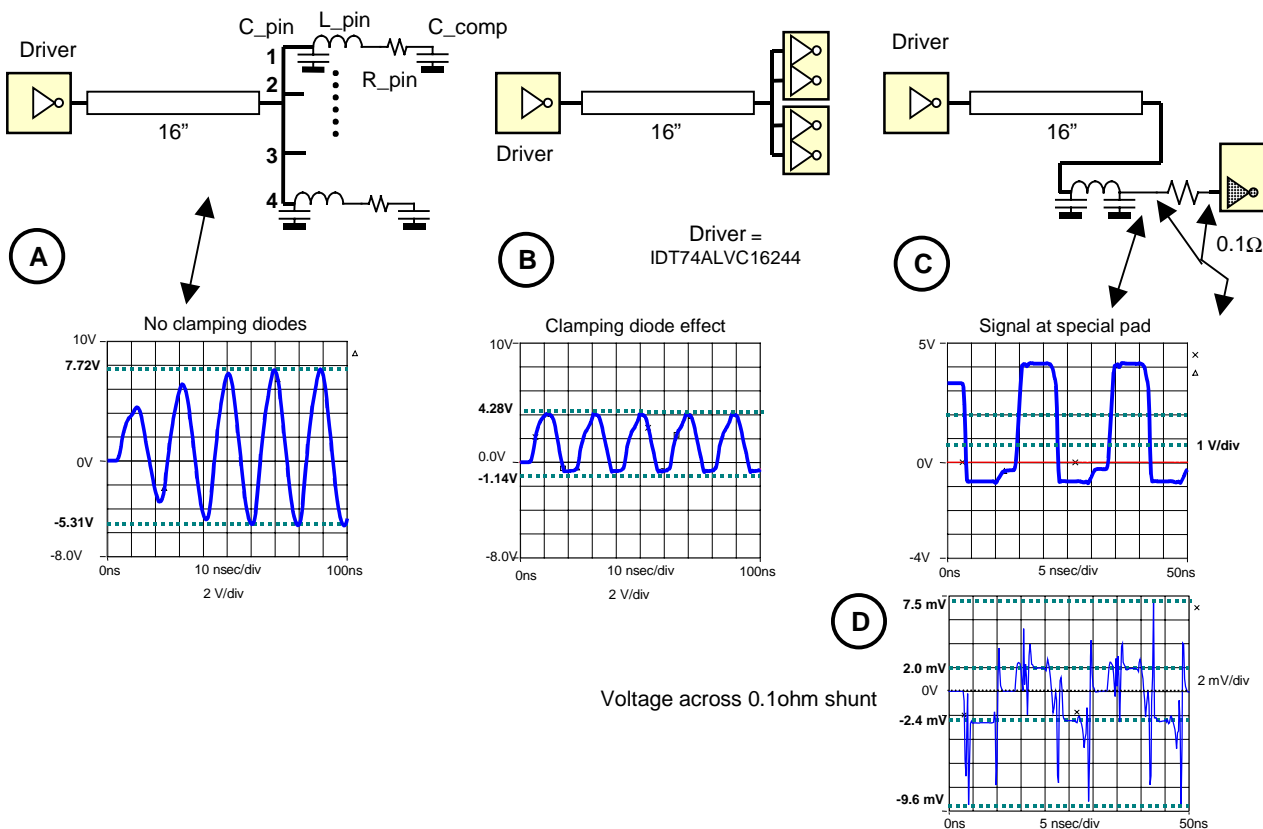 C_pin
L_pin
C_comp
Driver
1
2
R_pin
3
4
16”
A
No clamping diodes
10V
7.72V
0V
-5.31V
-8.0V
0ns
10 nsec/div
100ns
2 V/div
16”
Driver
Driver =
IDT74ALVC16244
B
Clamping diode effect
10V
4.28V
0.0V
-1.14V
-8.0V
0ns
10 nsec/div
100ns
2 V/div
Driver
16”
0.1Ω
C
Signal at special pad
5V
1 V/div
0V
-4V
0ns
5 nsec/div
50ns
D
Voltage across 0.1ohm shunt
7.5 mV
2.0 mV
0V
2 mV/div
-2.4 mV
-9.6 mV
0ns
5 nsec/div
50ns